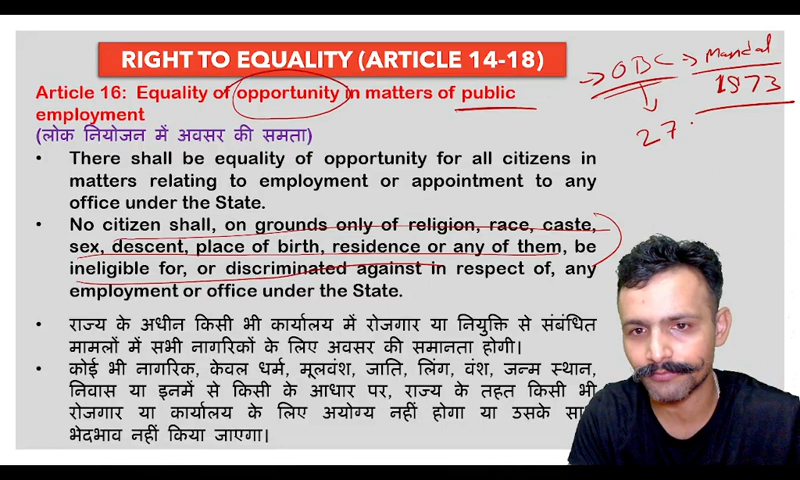 RIGHT TO EQUALITY (ARTICLE 14-18)
→ OBC → Mandal
1973
27.
Article 16: Equality of opportunity in matters of public
employment
(लोक नियोजन में अवसर की समता)
• There shall be equality of opportunity for all citizens in
matters relating to employment or appointment to any
office under the State.
• No citizen shall, on grounds only of religion, race, caste,
sex, descent, place of birth, residence or any of them, be
ineligible for, or discriminated against in respect of, any
employment or office under the State.
• राज्य के अधीन किसी भी कार्यालय में रोजगार या नियुक्ति से संबंधित
मामलों में सभी नागरिकों के लिए अवसर की समानता होगी।
• कोई भी नागरिक, केवल धर्म, मूलवंश, जाति, लिंग, वंश, जन्म स्थान,
निवास या इनमें से किसी के आधार पर, राज्य के तहत किसी भी
रोजगार या कार्यालय के लिए अयोग्य नहीं होगा या उसके
भेदभाव नहीं किया जाएगा।